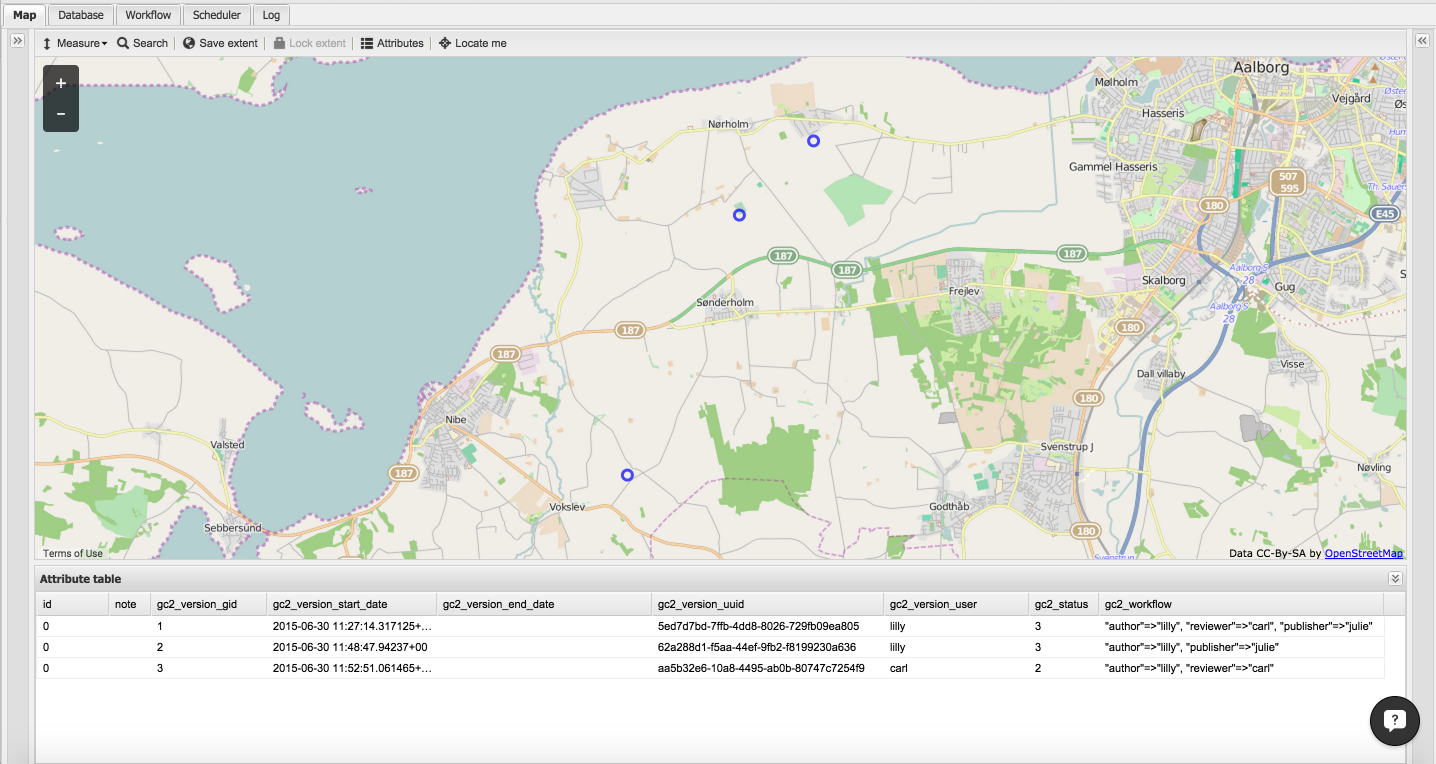 Map Database Workflow Scheduler Log
Measure Search Save extent Lock extent Attributes Locate me
+
−
Aalborg
Mølholm
Vejgård
Hasseris
Nørholm
Gammel Hasseris
507
595
180
E45
187
187
187
Aalborg S
28
Skalborg
Gug
Frejlev
Sønderholm
Aalborg S
28
187
180
187
Visse
Dall villaby
180
Nibe
Valsted
Svenstrup J
187
Nøvling
Vokslev
Godthåb
Sebbersund
180
Terms of Use
Data CC-By-SA by OpenStreetMap
Attribute table
id note gc2_version_gid gc2_version_start_date gc2_version_end_date gc2_version_uuid gc2_version_user gc2_status gc2_workflow
0 1 2015-06-30 11:27:14.317125+... 5ed7d7bd-7ffb-4dd8-8026-729fb09ea805 lilly 3 "author"=>"lilly", "reviewer"=>"carl", "publisher"=>"julie"
0 2 2015-06-30 11:48:47.94237+00 62a288d1-f5aa-44ef-9fb2-f8199230a636 lilly 3 "author"=>"lilly", "publisher"=>"julie"
0 3 2015-06-30 11:52:51.061465+... aa5b32e6-10a8-4495-ab0b-80747c7254f9 carl 2 "author"=>"lilly", "reviewer"=>"carl"
?